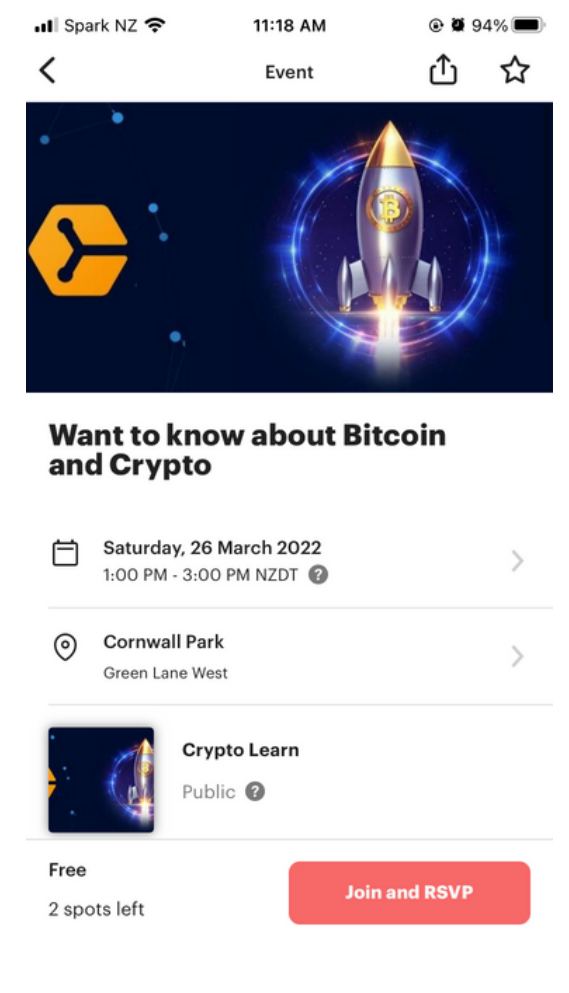 Spark NZ 11:18 AM 94%
Event
Want to know about Bitcoin
and Crypto
Saturday, 26 March 2022
1:00 PM - 3:00 PM NZDT ?
Cornwall Park
Green Lane West
Crypto Learn
Public ?
Free
2 spots left
Join and RSVP